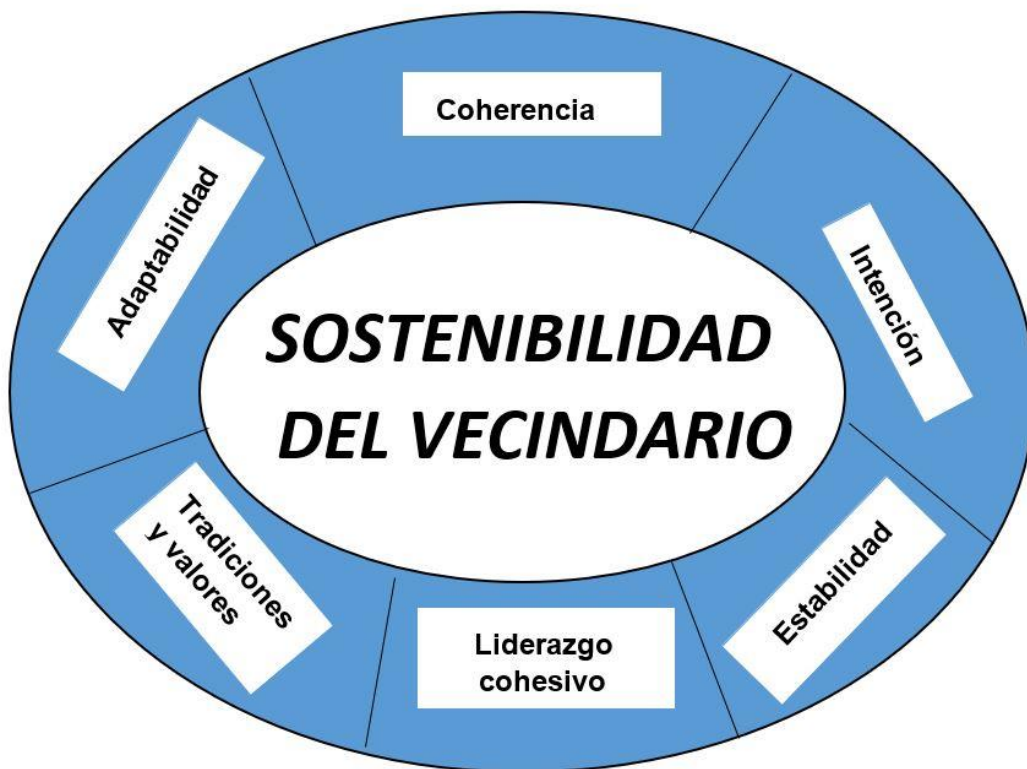 Coherencia
Adaptabilidad
Intención
SOSTENIBILIDAD
DEL VECINDARIO
Tradiciones
y valores
Estabilidad
Liderazgo
cohesivo